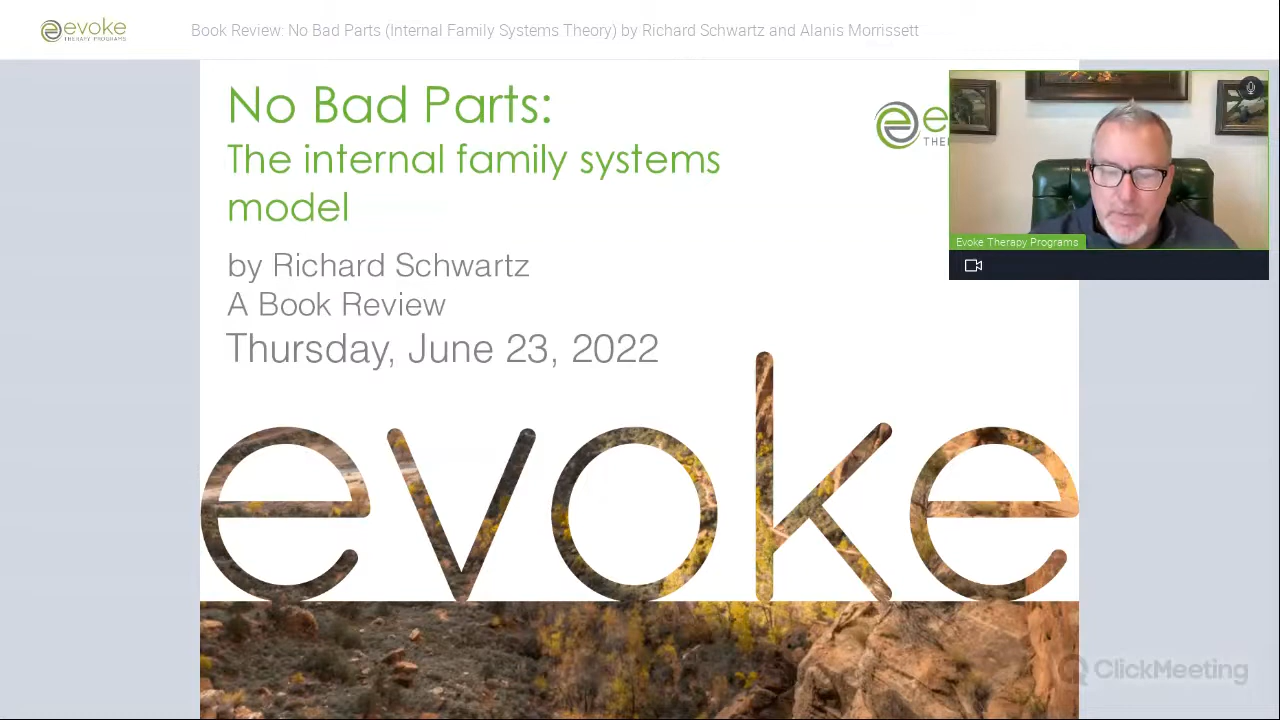 evoke
THERAPY PROGRAMS
Book Review: No Bad Parts (Internal Family Systems Theory) by Richard Schwartz and Alanis Morrissett
No Bad Parts:
The internal family systems
model
by Richard Schwartz
A Book Review
Thursday, June 23, 2022
e
THE
Evoke Therapy Programs
evoke
ClickMeeting